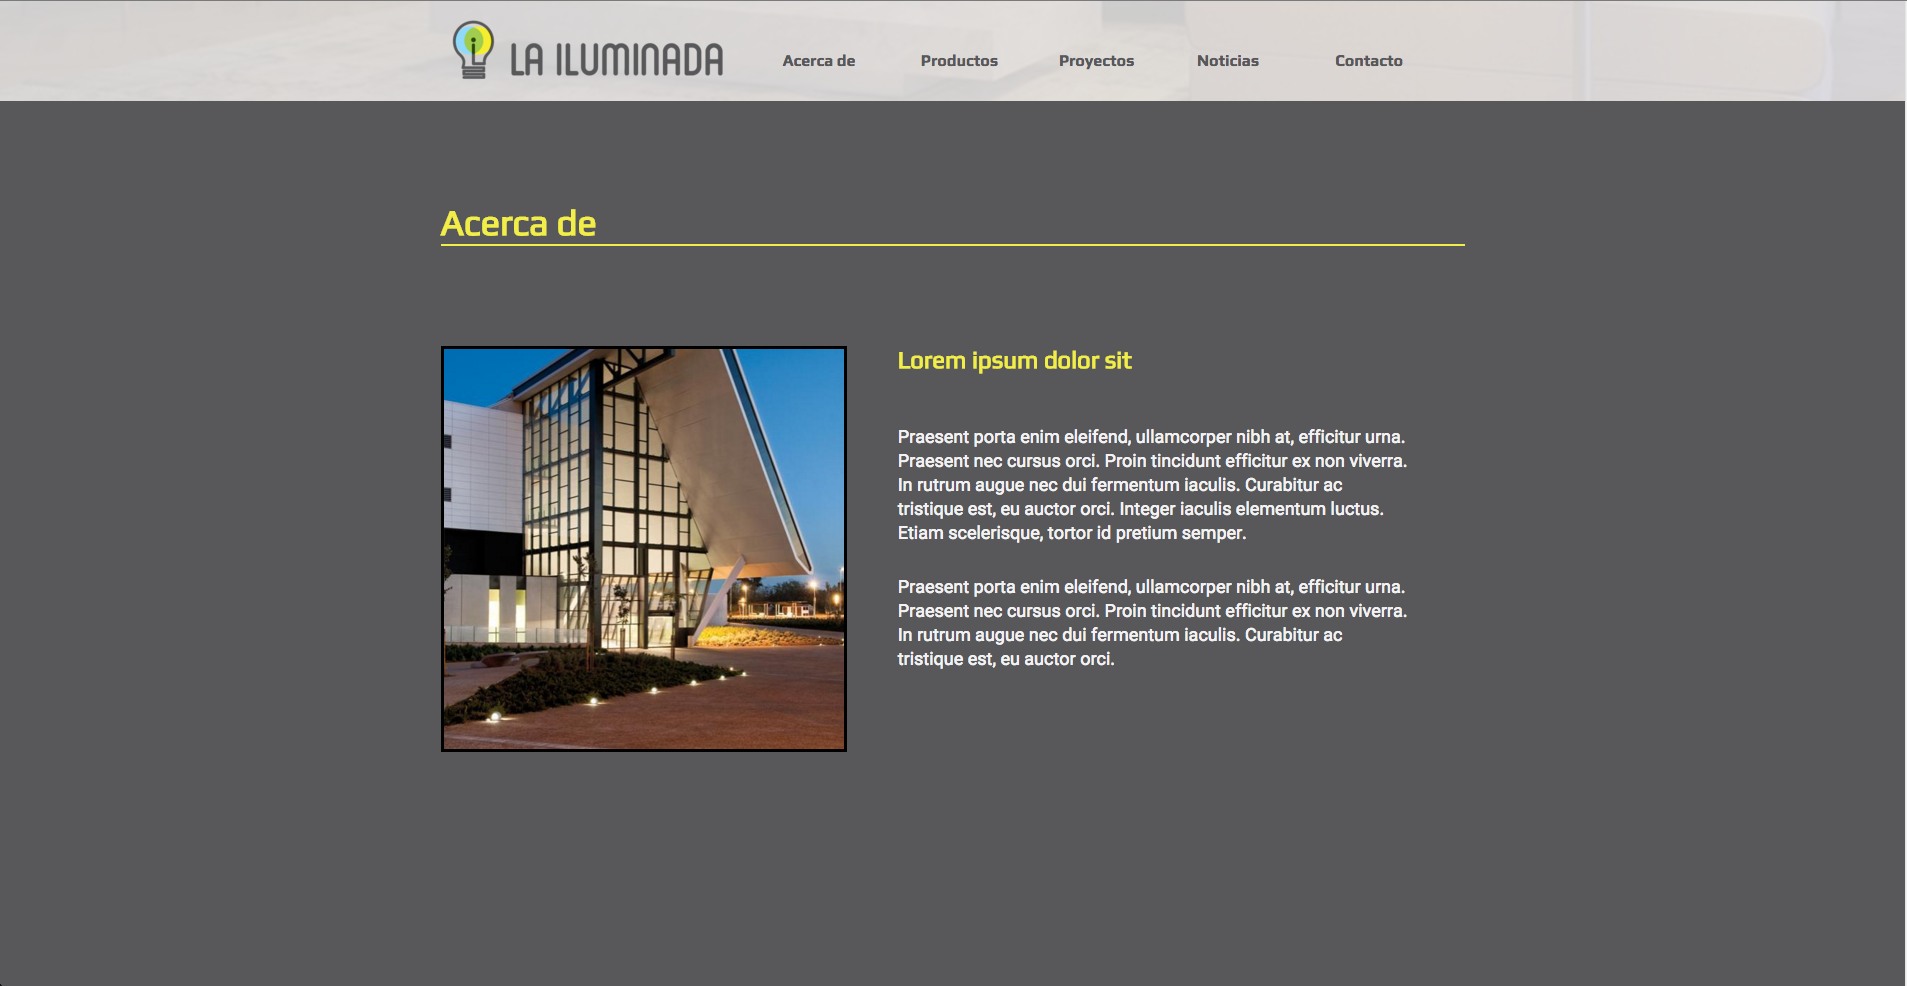 LA ILUMINADA
Acerca de
Productos
Proyectos
Noticias
Contacto
Acerca de
Lorem ipsum dolor sit
Praesent porta enim eleifend, ullamcorper nibh at, efficitur urna.
Praesent nec cursus orci. Proin tincidunt efficitur ex non viverra.
In rutrum augue nec dui fermentum iaculis. Curabitur ac
tristique est, eu auctor orci. Integer iaculis elementum luctus.
Etiam scelerisque, tortor id pretium semper.
Praesent porta enim eleifend, ullamcorper nibh at, efficitur urna.
Praesent nec cursus orci. Proin tincidunt efficitur ex non viverra.
In rutrum augue nec dui fermentum iaculis. Curabitur ac
tristique est, eu auctor orci.